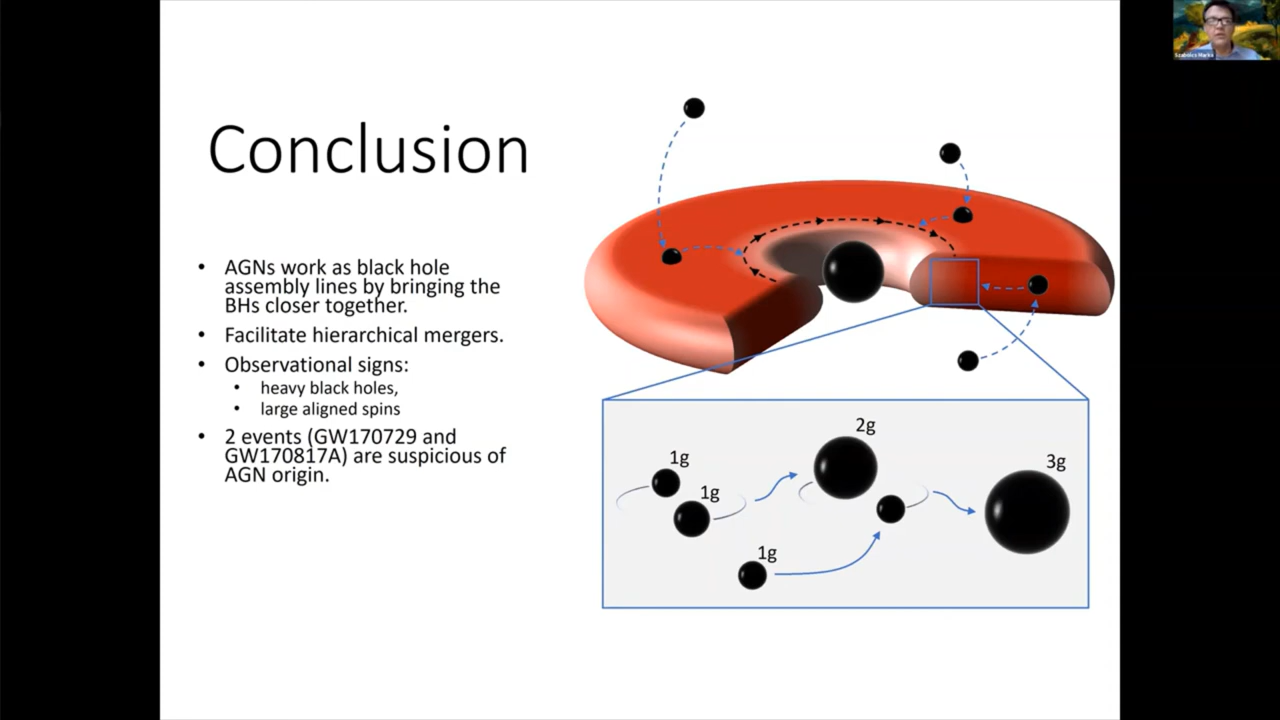 Conclusion
• AGNs work as black hole
assembly lines by bringing the
BHs closer together.
• Facilitate hierarchical mergers.
• Observational signs:
• heavy black holes,
• large aligned spins
• 2 events (GW170729 and
GW170817A) are suspicious of
AGN origin.
1g
1g
1g
2g
3g
Szabolcs Marka